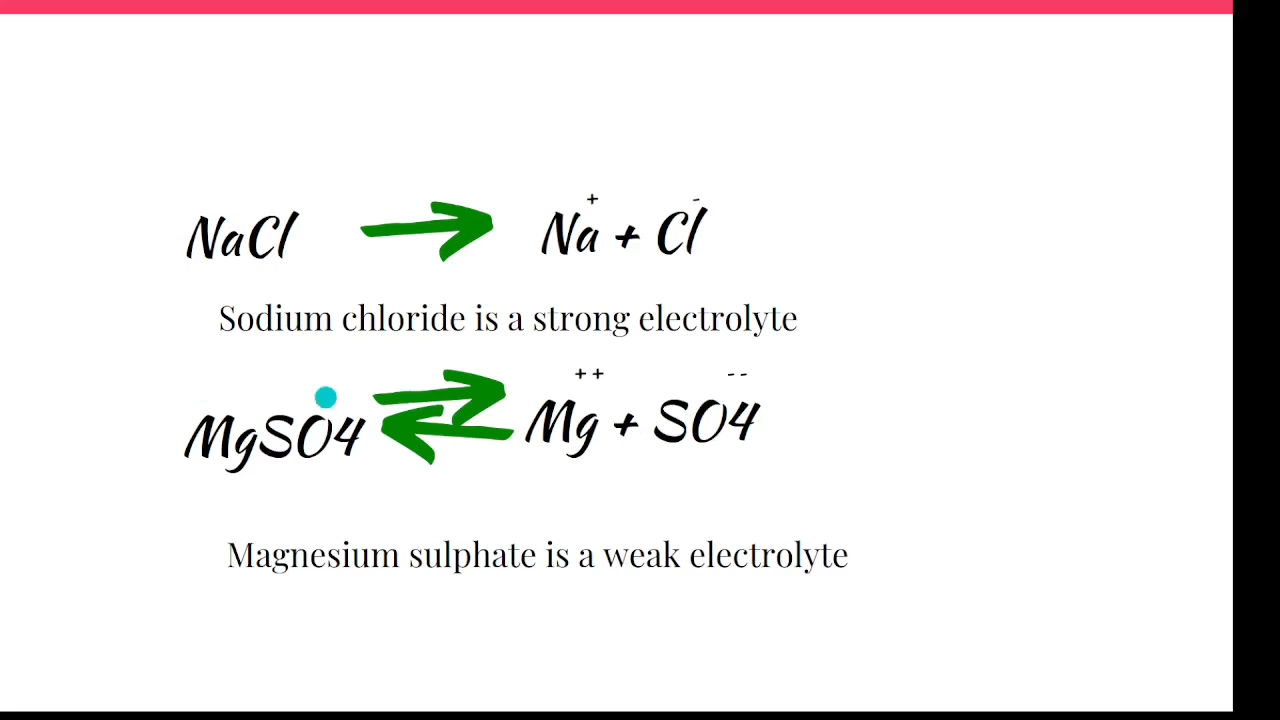 NaCl Na⁺ + Cl⁻
Sodium chloride is a strong electrolyte
MgSO4 Mg⁺⁺ + SO4⁻⁻
Magnesium sulphate is a weak electrolyte